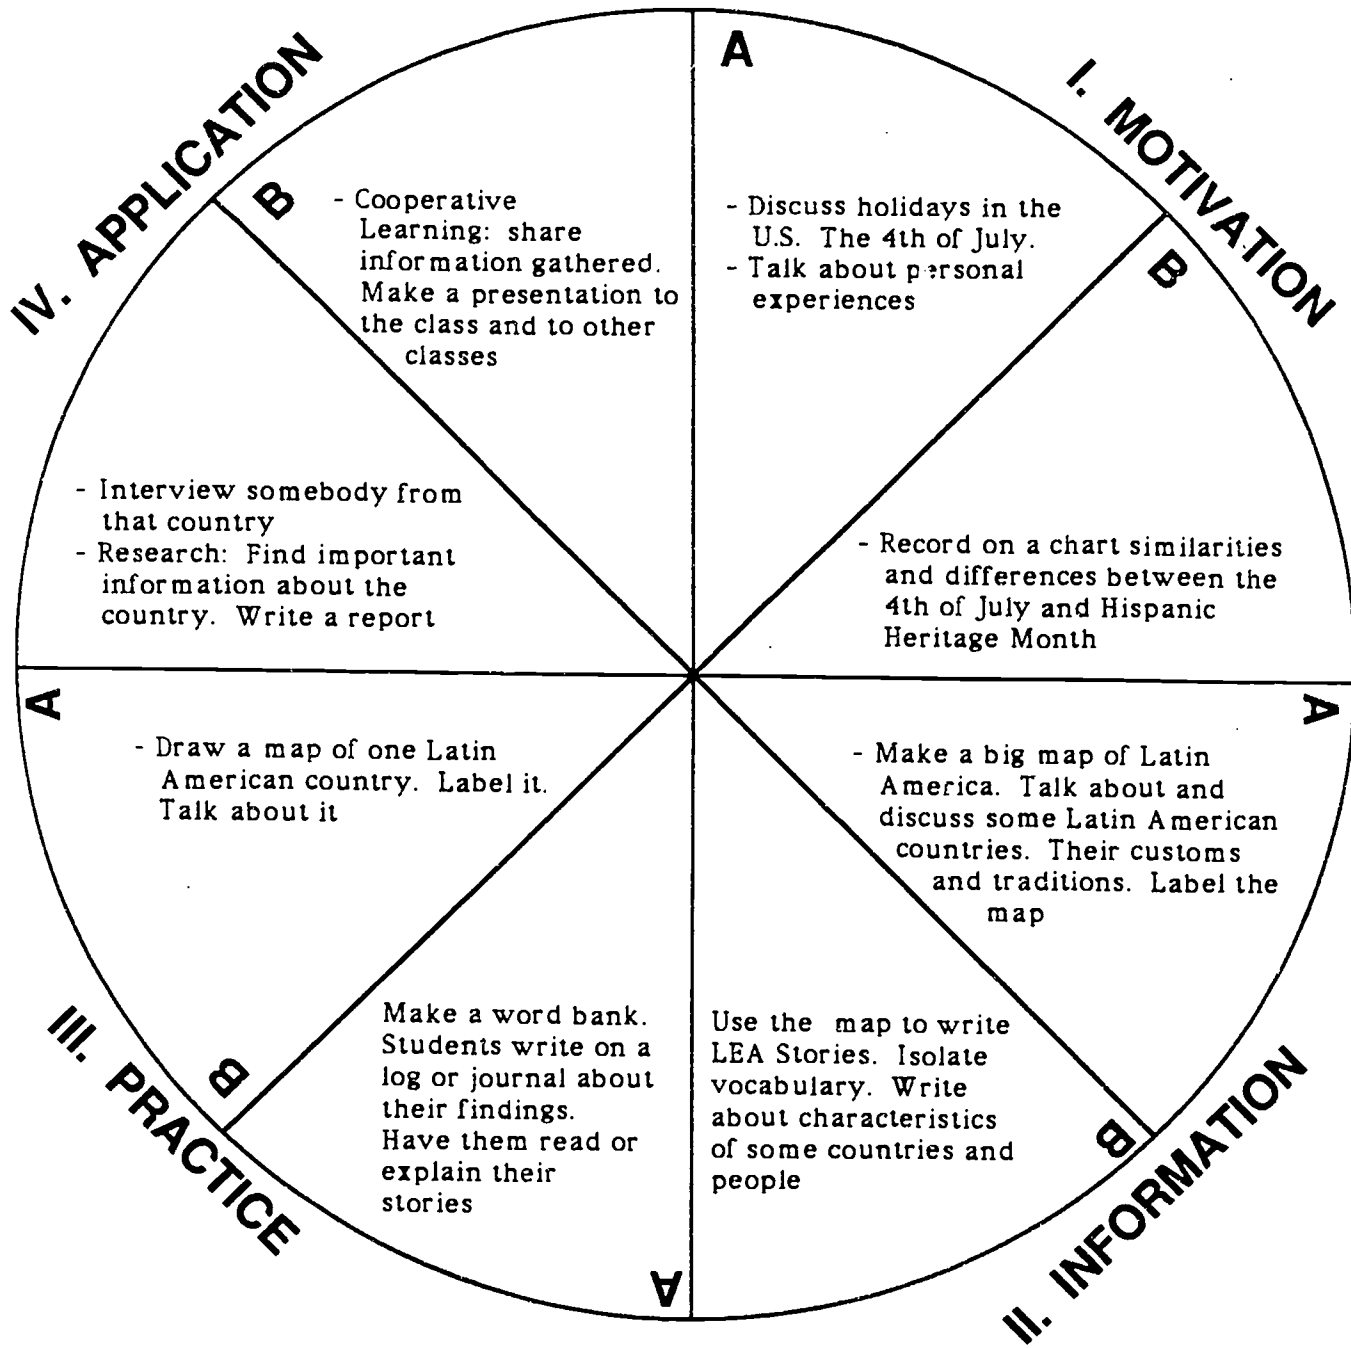 A
I. MOTIVATION
- Discuss holidays in the
U.S. The 4th of July.
- Talk about personal
experiences
B
- Record on a chart similarities
and differences between the
4th of July and Hispanic
Heritage Month
A
- Make a big map of Latin
America. Talk about and
discuss some Latin American
countries. Their customs
and traditions. Label the
map
II. INFORMATION
B
Use the map to write
LEA Stories. Isolate
vocabulary. Write
about characteristics
of some countries and
people
A
Make a word bank.
Students write on a
log or journal about
their findings.
Have them read or
explain their
stories
III. PRACTICE
B
- Draw a map of one Latin
American country. Label it.
Talk about it
A
- Interview somebody from
that country
- Research: Find important
information about the
country. Write a report
IV. APPLICATION
B
- Cooperative
Learning: share
information gathered.
Make a presentation to
the class and to other
classes